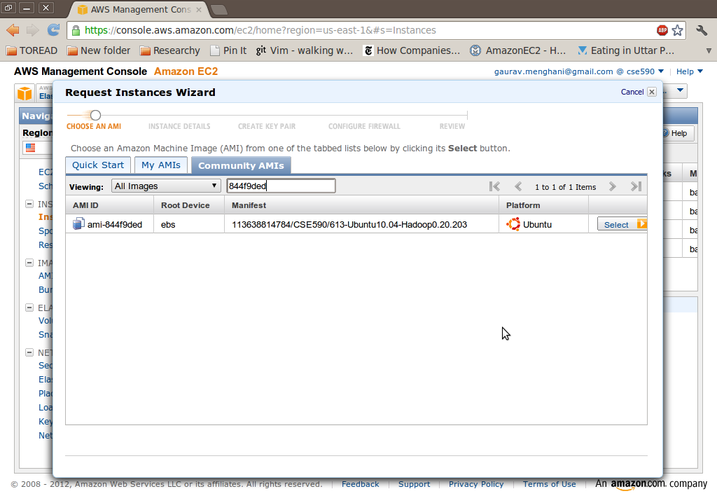 AWS Management Cons
https://console.aws.amazon.com/ec2/home?region=us-east-1&#s=Instances
TOREAD New folder Researchy Pin It git Vim - walking w... How Companies... AmazonEC2 - H... Eating in Uttar P...
AWS Management Console Amazon EC2 gaurav.menghani@gmail.com @ cse590 Help
Request Instances Wizard Cancel
CHOOSE AN AMI INSTANCE DETAILS CREATE KEY PAIR CONFIGURE FIREWALL REVIEW
Choose an Amazon Machine Image (AMI) from one of the tabbed lists below by clicking its Select button.
Quick Start My AMIs Community AMIs
Viewing: All Images 844f9ded 1 to 1 of 1 Items
AMI ID Root Device Manifest Platform
ami-844f9ded ebs 113638814784/CSE590/613-Ubuntu10.04-Hadoop0.20.203 Ubuntu Select
AWS
Ela
Navig
Region
Help
EC2
Sch
INS
Ins
Spo
Res
IMA
AMI
Bun
ELA
Vol
Sna
NET
Sec
Elas
Plac
Loa
Key
Net
ks M
ba
ba
ba
© 2008 - 2012, Amazon Web Services LLC or its affiliates. All rights reserved. Feedback Support Privacy Policy Terms of Use An amazon.com. company